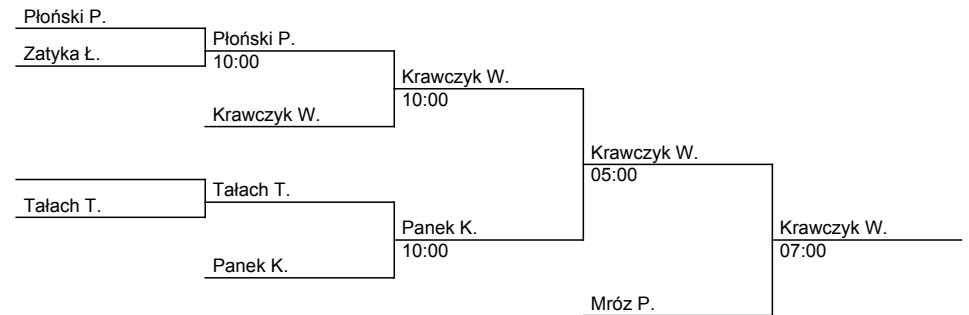 Płoński P.
Zatyka Ł.
Płoński P.
10:00
Krawczyk W.
Krawczyk W.
10:00
Tałach T.
Tałach T.
Panek K.
Panek K.
10:00
Krawczyk W.
05:00
Mróz P.
Krawczyk W.
07:00